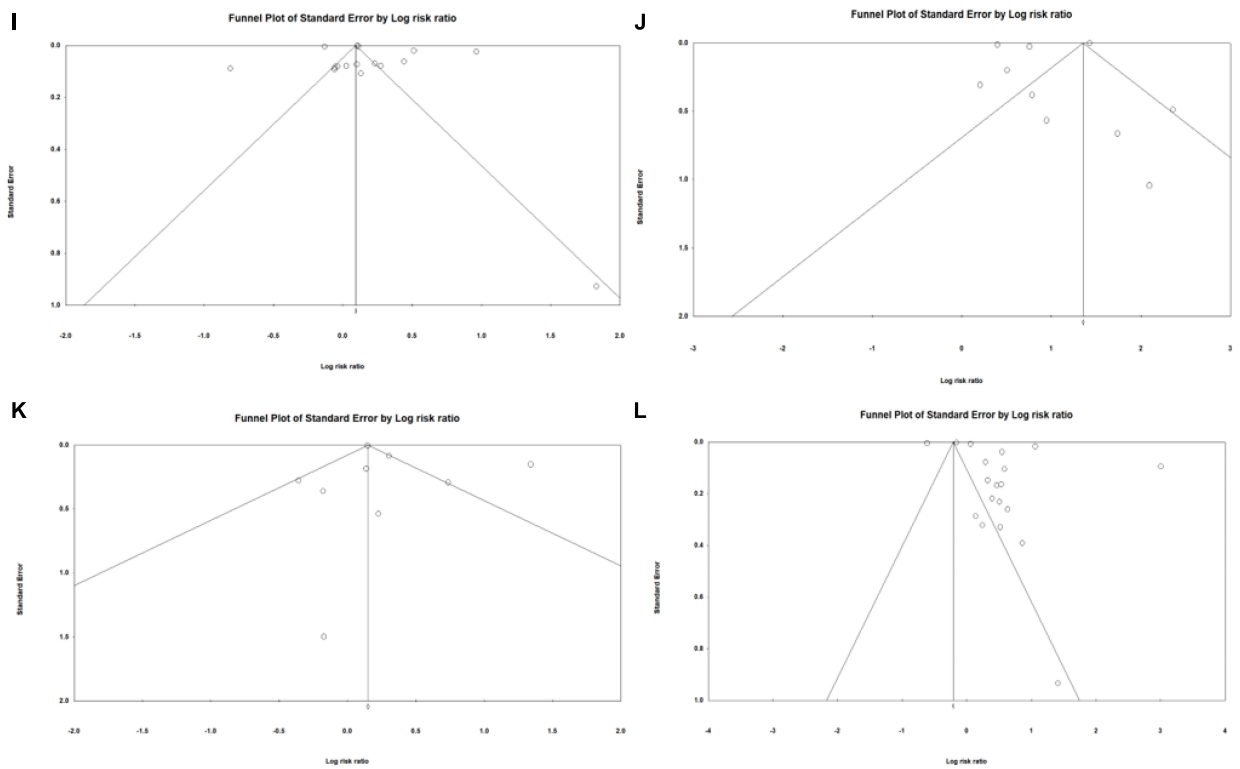 I
Funnel Plot of Standard Error by Log risk ratio
0.0
0.2
0.4
0.6
0.8
1.0
Standard Error
-2.0 -1.5 -1.0 -0.5 0.0 0.5 1.0 1.5 2.0
Log risk ratio
J
Funnel Plot of Standard Error by Log risk ratio
0.0
0.5
1.0
1.5
2.0
Standard Error
-3 -2 -1 0 1 2 3
Log risk ratio
K
Funnel Plot of Standard Error by Log risk ratio
0.0
0.5
1.0
1.5
2.0
Standard Error
-2.0 -1.5 -1.0 -0.5 0.0 0.5 1.0 1.5 2.0
Log risk ratio
L
Funnel Plot of Standard Error by Log risk ratio
0.0
0.2
0.4
0.6
0.8
1.0
Standard Error
-4 -3 -2 -1 0 1 2 3 4
Log risk ratio